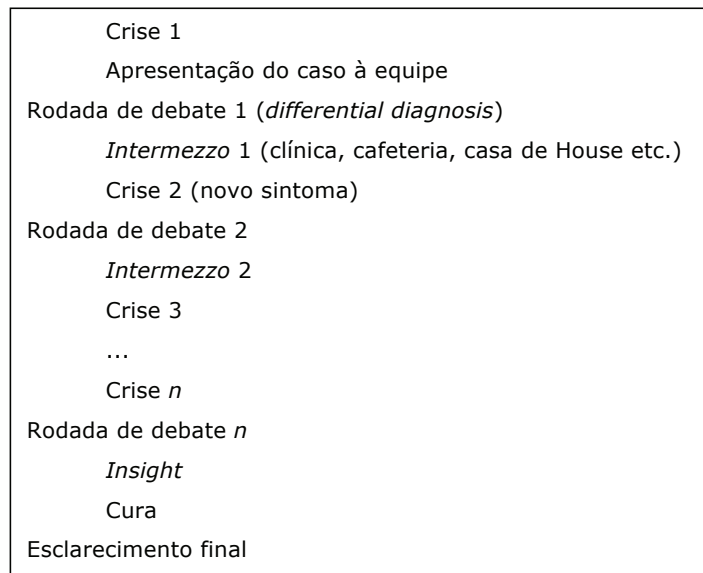 Crise 1
Apresentação do caso à equipe
Rodada de debate 1 (differential diagnosis)
Intermezzo 1 (clínica, cafeteria, casa de House etc.)
Crise 2 (novo sintoma)
Rodada de debate 2
Intermezzo 2
Crise 3
...
Crise n
Rodada de debate n
Insight
Cura
Esclarecimento final